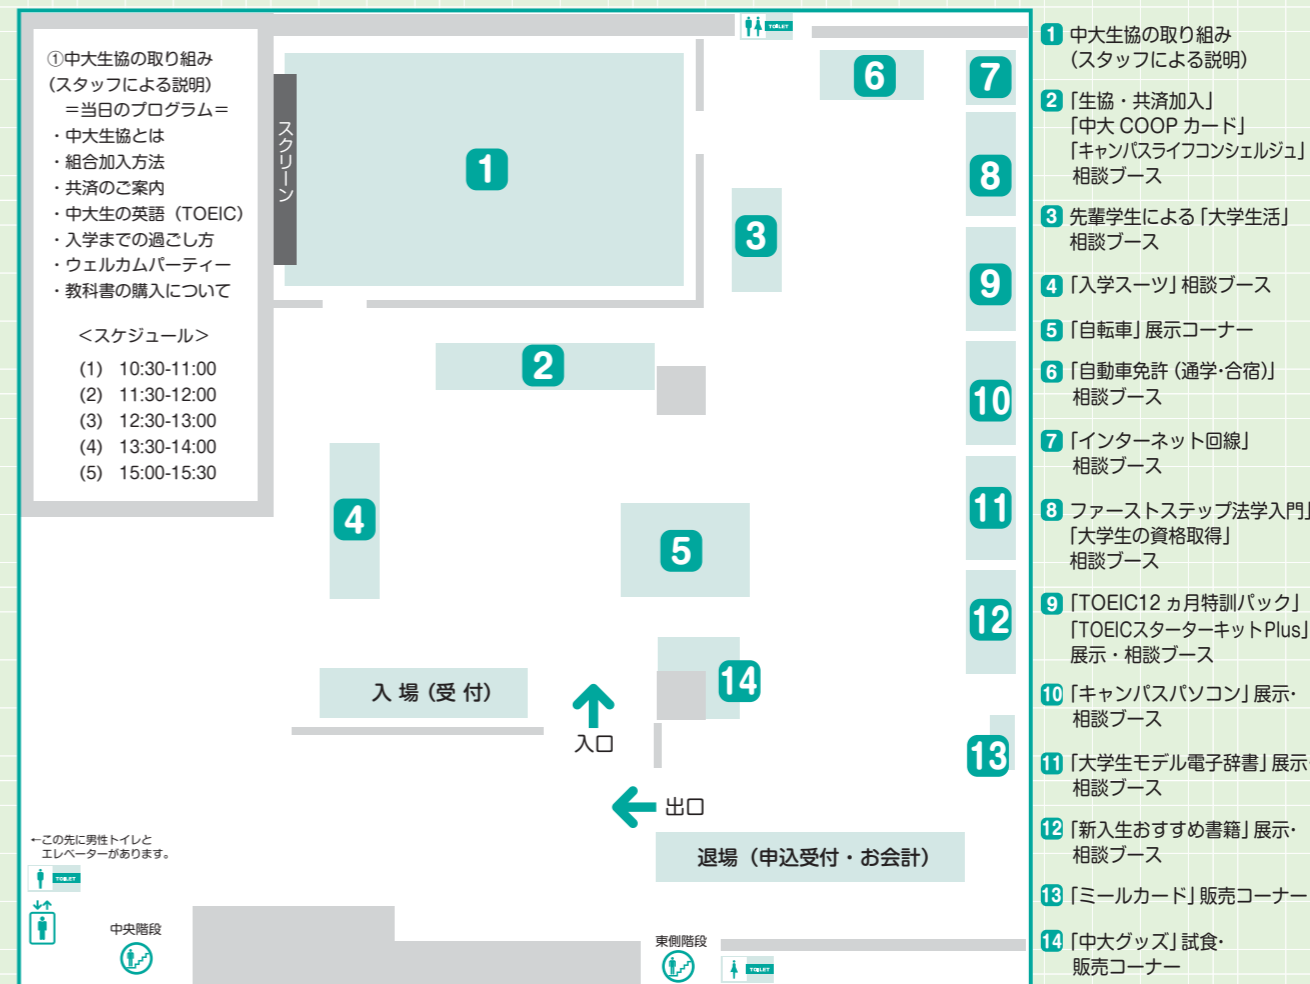 ①中大生協の取り組み
(スタッフによる説明)
＝当日のプログラム＝
・中大生協とは
・組合加入方法
・共済のご案内
・中大生の英語（TOEIC）
・入学までの過ごし方
・ウェルカムパーティー
・教科書の購入について
＜スケジュール＞
(1) 10:30-11:00
(2) 11:30-12:00
(3) 12:30-13:00
(4) 13:30-14:00
(5) 15:00-15:30
スクリーン
TOILET
1
2
3
4
5
6
7
8
9
10
11
12
14
13
入 場（受 付）
入口
出口
退場（申込受付・お会計）
←この先に男性トイレと
エレベーターがあります。
TOILET
中央階段
東側階段
TOILET
1 中大生協の取り組み
(スタッフによる説明)
2 「生協・共済加入」
「中大 COOP カード」
「キャンパスライフコンシェルジュ」
相談ブース
3 先輩学生による「大学生活」
相談ブース
4 「入学スーツ」相談ブース
5 「自転車」展示コーナー
6 「自動車免許（通学・合宿）」
相談ブース
7 「インターネット回線」
相談ブース
8 ファーストステップ法学入門」
「大学生の資格取得」
相談ブース
9 「TOEIC12 ヵ月特訓パック」
「TOEICスターターキットPlus」
展示・相談ブース
10 「キャンパスパソコン」展示・
相談ブース
11 「大学生モデル電子辞書」展示・
相談ブース
12 「新入生おすすめ書籍」展示・
相談ブース
13 「ミールカード」販売コーナー
14 「中大グッズ」試食・
販売コーナー